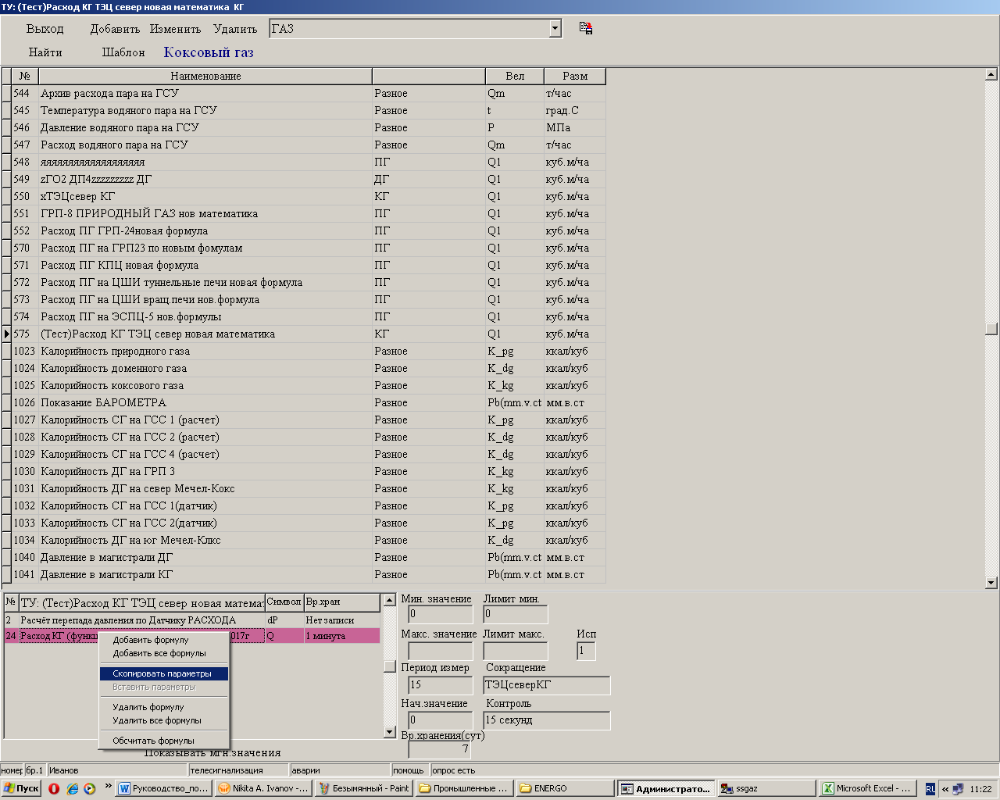 ТУ: (Тест)Расход КГ ТЭЦ север новая математика КГ
Выход Добавить Изменить Удалить ГАЗ
Найти Шаблон Коксовый газ
№ Наименование Вел Разм
544 Архив расхода пара на ГСУ Разное Qm т/час
545 Температура водяного пара на ГСУ Разное t град.С
546 Давление водяного пара на ГСУ Разное P МПа
547 Расход водяного пара на ГСУ Разное Qm т/час
548 яяяяяяяяяяяяяяяяяяя ПГ Q1 куб.м/ча
549 zГО2 ДП4zzzzzzzzz ДГ ДГ Q1 куб.м/ча
550 xТЭЦсевер КГ КГ Q1 куб.м/ча
551 ГРП-8 ПРИРОДНЫЙ ГАЗ нов математика ПГ Q1 куб.м/ча
552 Расход ПГ ГРП-24новая формула ПГ Q1 куб.м/ча
570 Расход ПГ на ГРП23 по новым фомулам ПГ Q1 куб.м/ча
571 Расход ПГ КПЦ новая формула ПГ Q1 куб.м/ча
572 Расход ПГ на ЦШИ туннельные печи новая формула ПГ Q1 куб.м/ча
573 Расход ПГ на ЦШИ вращ.печи нов.формула ПГ Q1 куб.м/ча
574 Расход ПГ на ЭСПЦ-5 нов.формулы ПГ Q1 куб.м/ча
575 (Тест)Расход КГ ТЭЦ север новая математика КГ Q1 куб.м/ча
1023 Калорийность природного газа Разное K_pg ккал/куб
1024 Калорийность доменного газа Разное K_dg ккал/куб
1025 Калорийность коксового газа Разное K_kg ккал/куб
1026 Показание БАРОМЕТРА Разное Pb(mm.v.ct мм.в.ст
1027 Калорийность СГ на ГСС 1 (расчет) Разное K_pg ккал/куб
1028 Калорийность СГ на ГСС 2 (расчет) Разное K_dg ккал/куб
1029 Калорийность СГ на ГСС 4 (расчет) Разное K_dg ккал/куб
1030 Калорийность ДГ на ГРП 3 Разное K_kg ккал/куб
1031 Калорийность ДГ на север Мечел-Кокс Разное K_kg ккал/куб
1032 Калорийность СГ на ГСС 1(датчик) Разное K_pg ккал/куб
1033 Калорийность СГ на ГСС 2(датчик) Разное K_pg ккал/куб
1034 Калорийность ДГ на юг Мечел-Клкс Разное K_dg ккал/куб
1040 Давление в магистрали ДГ Разное Pb(mm.v.ct мм.в.ст
1041 Давление в магистрали КГ Разное Pb(mm.v.ct мм.в.ст
№ ТУ: (Тест)Расход КГ ТЭЦ север новая матема Символ Вр.хран
2 Расчёт перепада давления по Датчику РАСХОДА dP Нет записи
24 Расход КГ (функц 017г Q 1 минута
Добавить формулу
Добавить все формулы
Скопировать параметры
Вставить параметры
Удалить формулу
Удалить все формулы
Обсчитать формулы
Показывать мгн.значения
Мин. значение Лимит мин.
0 0
Макс. значение Лимит макс. Исп
1
Период измер Сокращение
15 ТЭЦсеверКГ
Нач.значение Контроль
0 15 секунд
Вр.хранения(сут)
7
номер бр.1 Иванов телесигнализация аварии помощь опрос есть
Пуск Руководство_по... Nikita A. Ivanov -... Безымянный - Paint Промышленные ... ENERGO Администрато... ssgaz Microsoft Excel - ... RL 11:22